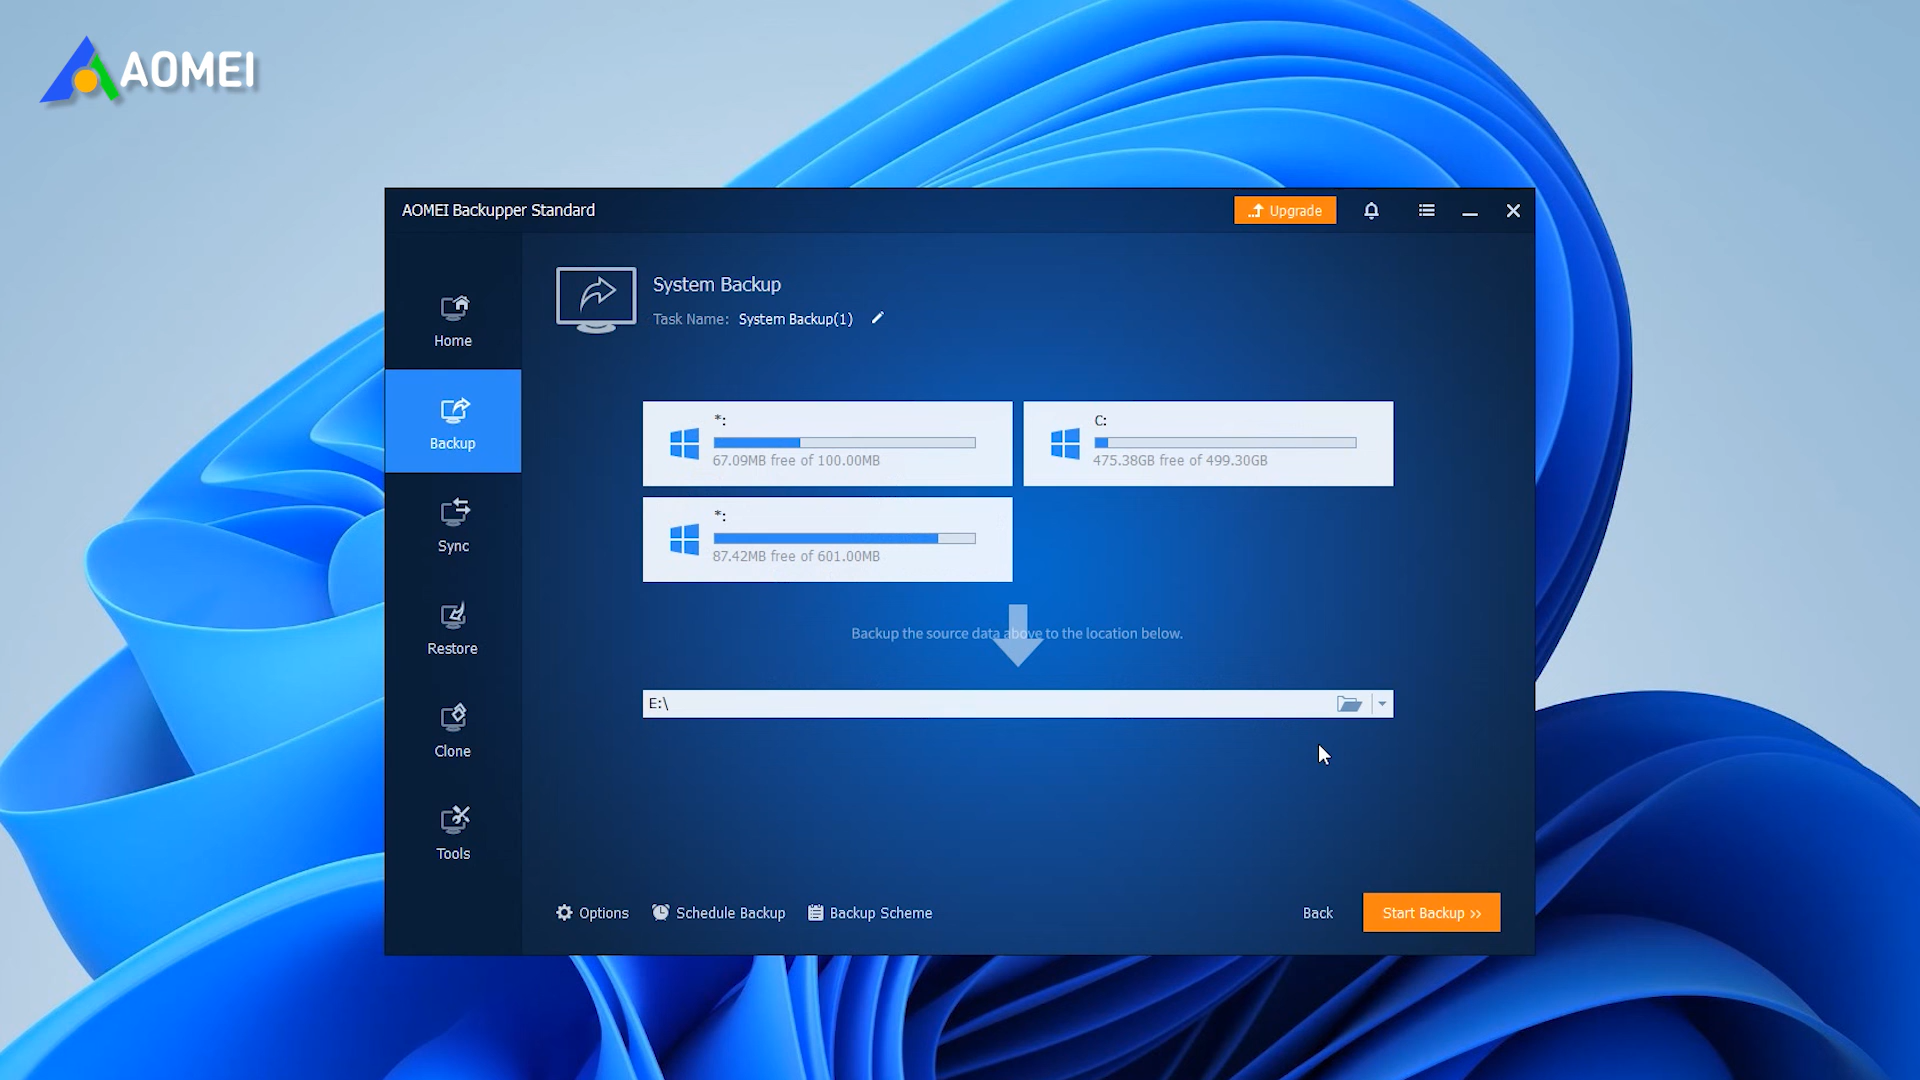 AOMEI
AOMEI Backupper Standard
Upgrade
System Backup
Task Name: System Backup(1)
Home
Backup
Sync
Restore
Clone
Tools
*:
67.09MB free of 100.00MB
C:
475.38GB free of 499.30GB
*:
87.42MB free of 601.00MB
Backup the source data above to the location below.
E:\
Options
Schedule Backup
Backup Scheme
Back
Start Backup >>